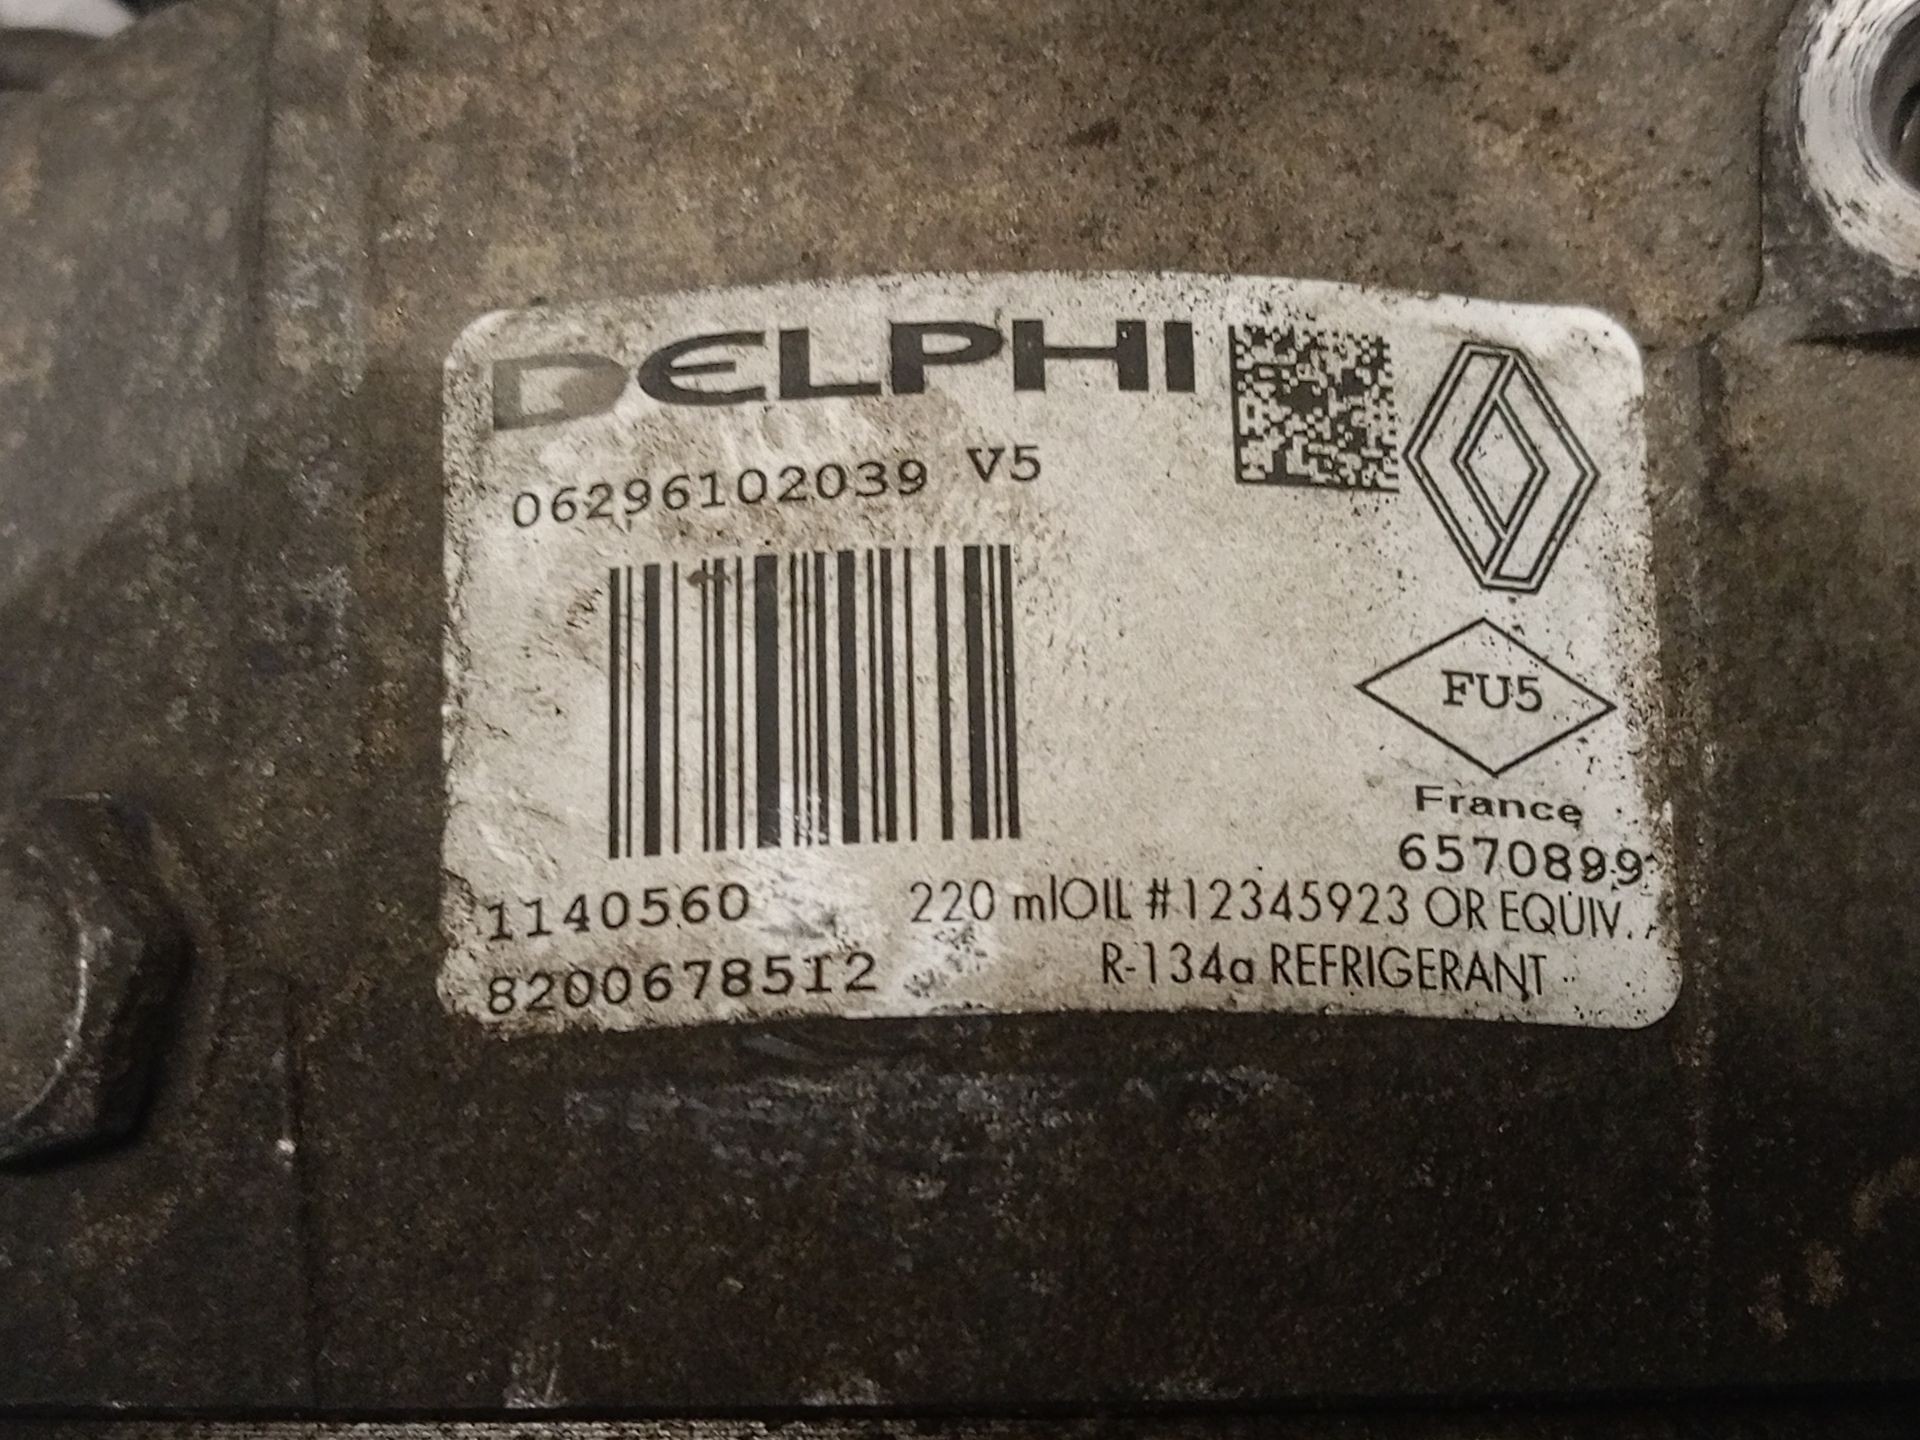 DELPHI
06296102039 V5
FU5
France
6570899
1140560
220 ml OIL #12345923 OR EQUIV.
8200678512
R-134a REFRIGERANT